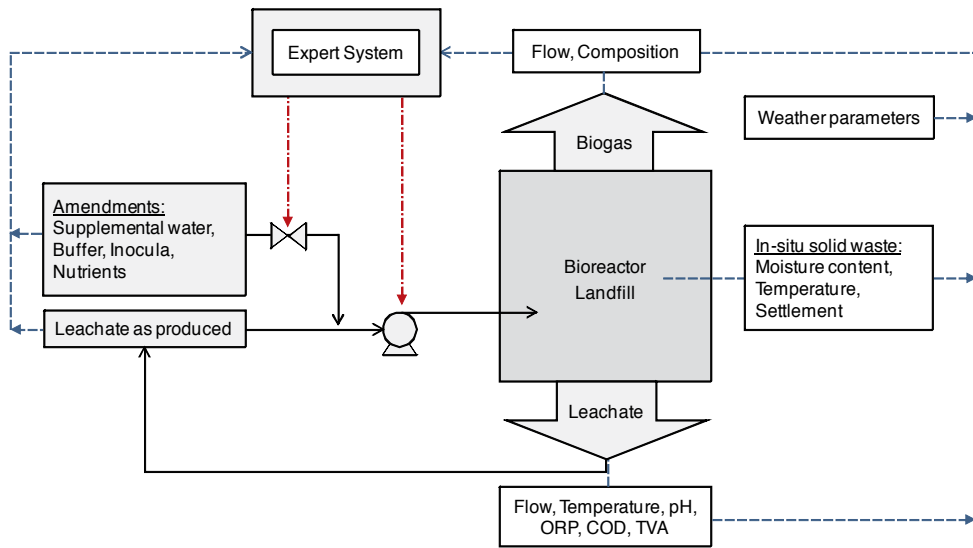 Expert System
Flow, Composition
Weather parameters
Biogas
Amendments:
Supplemental water,
Buffer, Inocula,
Nutrients
Bioreactor
Landfill
In-situ solid waste:
Moisture content,
Temperature,
Settlement
Leachate as produced
Leachate
Flow, Temperature, pH,
ORP, COD, TVA